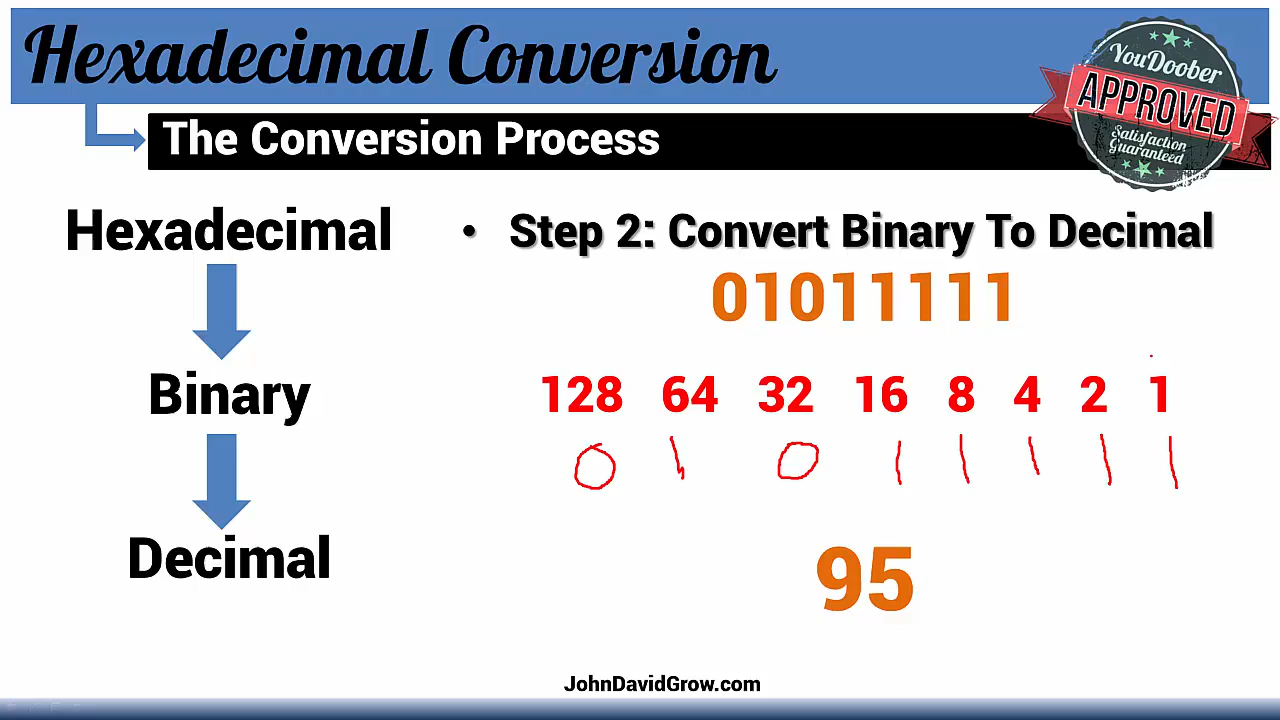 Hexadecimal Conversion
The Conversion Process
YouDoober
APPROVED
Satisfaction
Guaranteed
Hexadecimal
Binary
Decimal
• Step 2: Convert Binary To Decimal
01011111
128 64 32 16 8 4 2 1
0 1 0 1 1 1 1 1
95
JohnDavidGrow.com